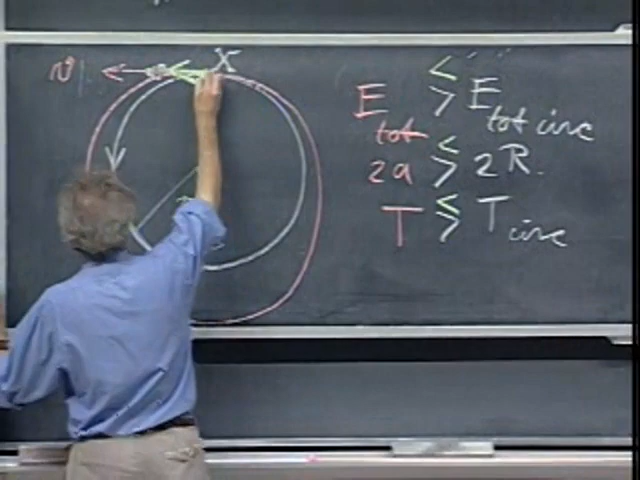 v X
< " "
E tot > E tot circ
<
2a > 2R.
<
T > T circ